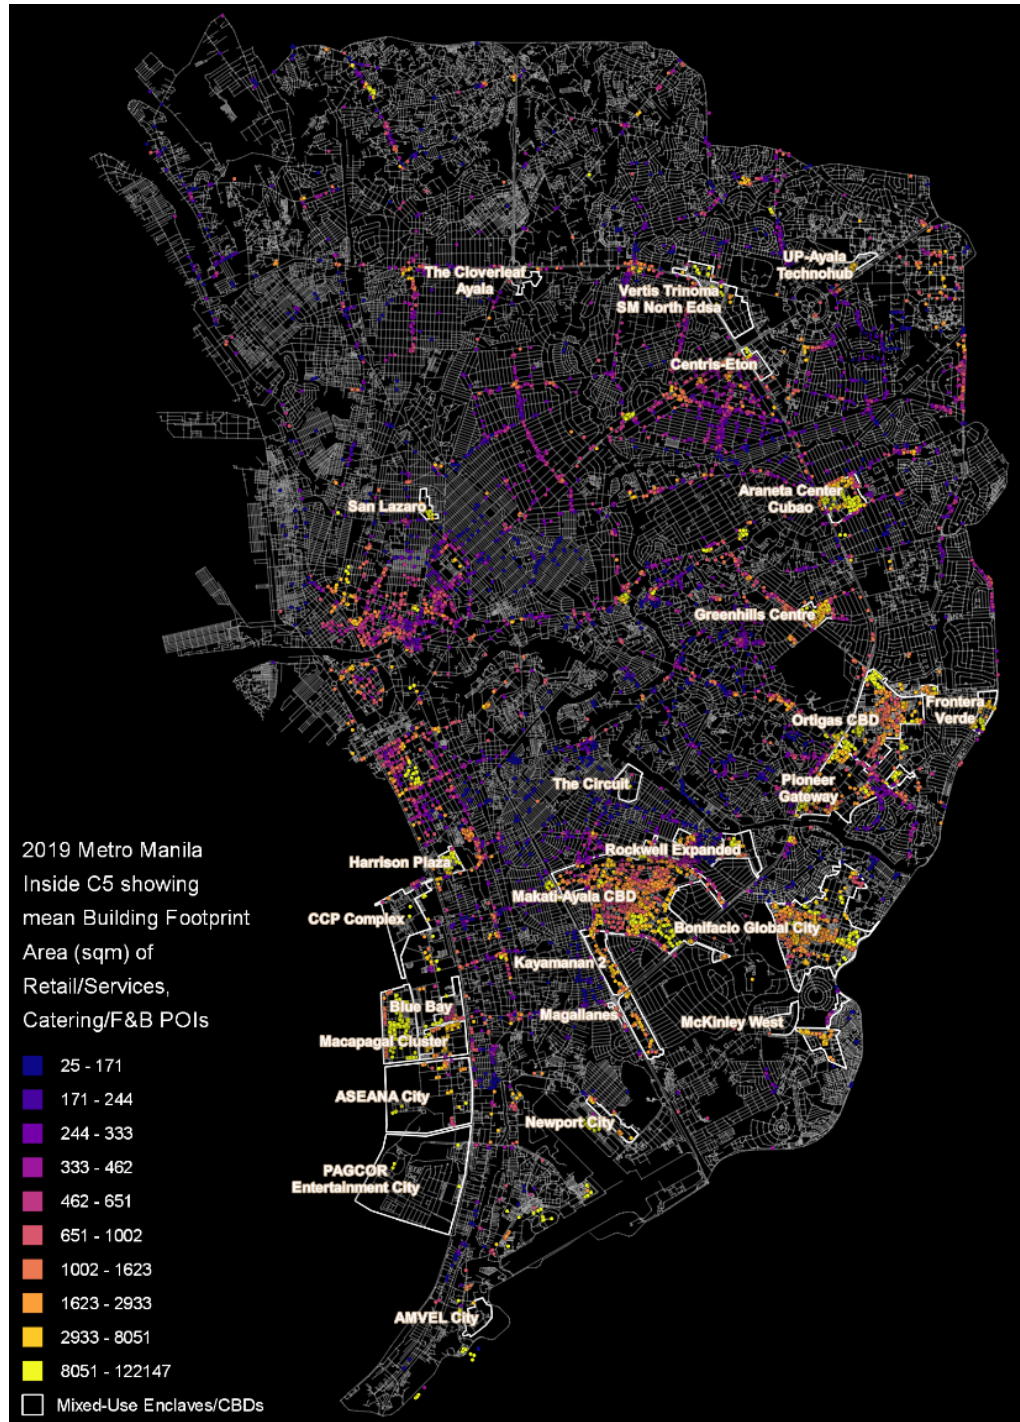 The Cloverleaf
Ayala
UP-Ayala
Technohub
Vertis Trinoma
SM North Edsa
Centris-Eton
San Lazaro
Araneta Center
Cubao
Greenhills Centre
Ortigas CBD
Frontera
Verde
Pioneer
Gateway
The Circuit
Rockwell Expanded
Harrison Plaza
Makati-Ayala CBD
CCP Complex
Bonifacio Global City
Kayamanan 2
Blue Bay
Magallanes
McKinley West
Macapagal Cluster
ASEANA City
Newport City
PAGCOR
Entertainment City
AMVEL City
2019 Metro Manila
Inside C5 showing
mean Building Footprint
Area (sqm) of
Retail/Services,
Catering/F&B POIs
25 - 171
171 - 244
244 - 333
333 - 462
462 - 651
651 - 1002
1002 - 1623
1623 - 2933
2933 - 8051
8051 - 122147
Mixed-Use Enclaves/CBDs